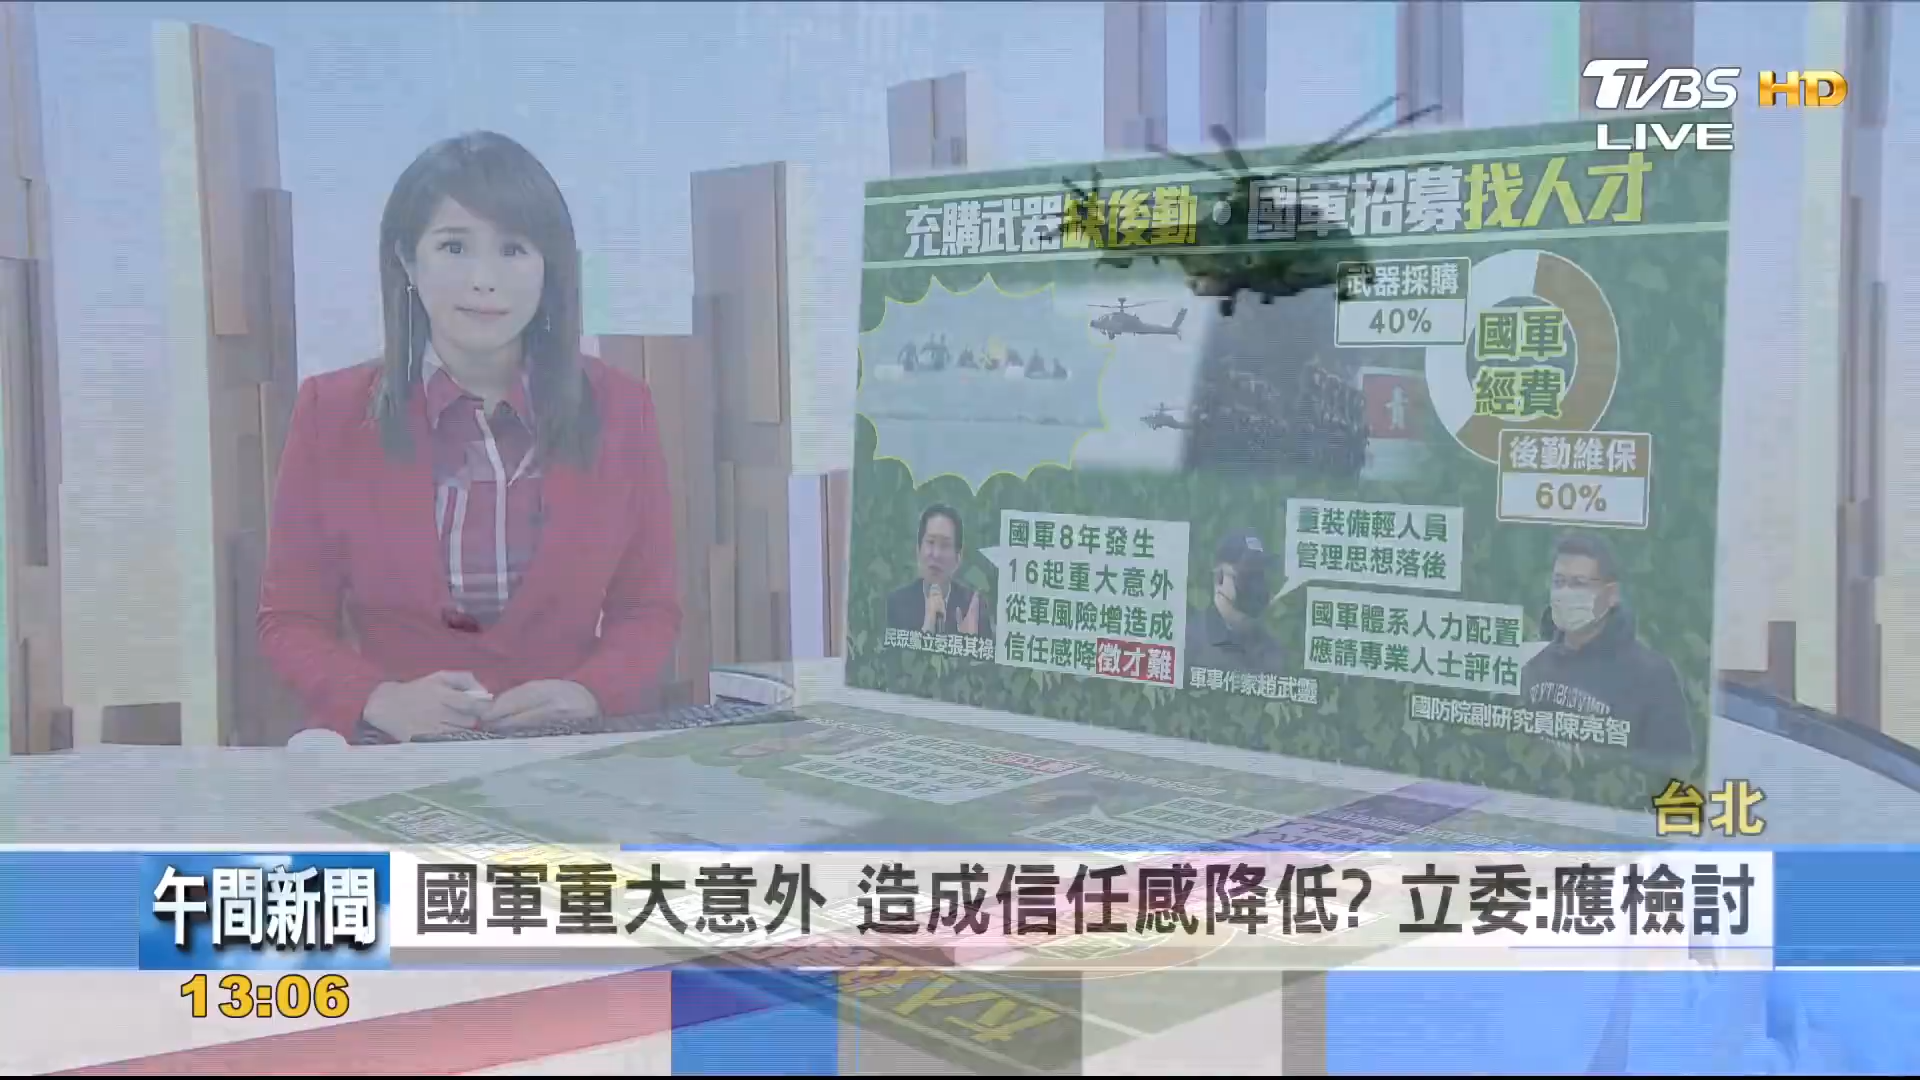 TVBS HD
LIVE
充購武器缺後勤·國軍招募找人才
武器採購
40%
國軍
經費
後勤維保
60%
國軍8年發生
16起重大意外
從軍風險增造成
信任感降徵才難
民眾黨立委張其祿
重裝備輕人員
管理思想落後
軍事作家趙武靈
國軍體系人力配置
應請專業人士評估
國防院副研究員陳亮智
台北
午間新聞
國軍重大意外 造成信任感降低? 立委:應檢討
13:06